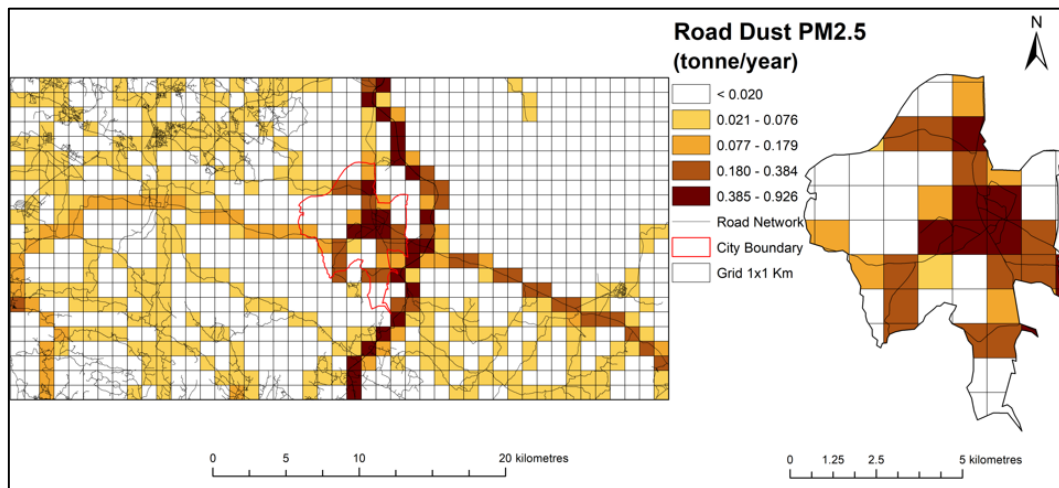 Road Dust PM2.5
(tonne/year)
< 0.020
0.021 - 0.076
0.077 - 0.179
0.180 - 0.384
0.385 - 0.926
Road Network
City Boundary
Grid 1x1 Km
N
0 5 10 20 kilometres
0 1.25 2.5 5 kilometres